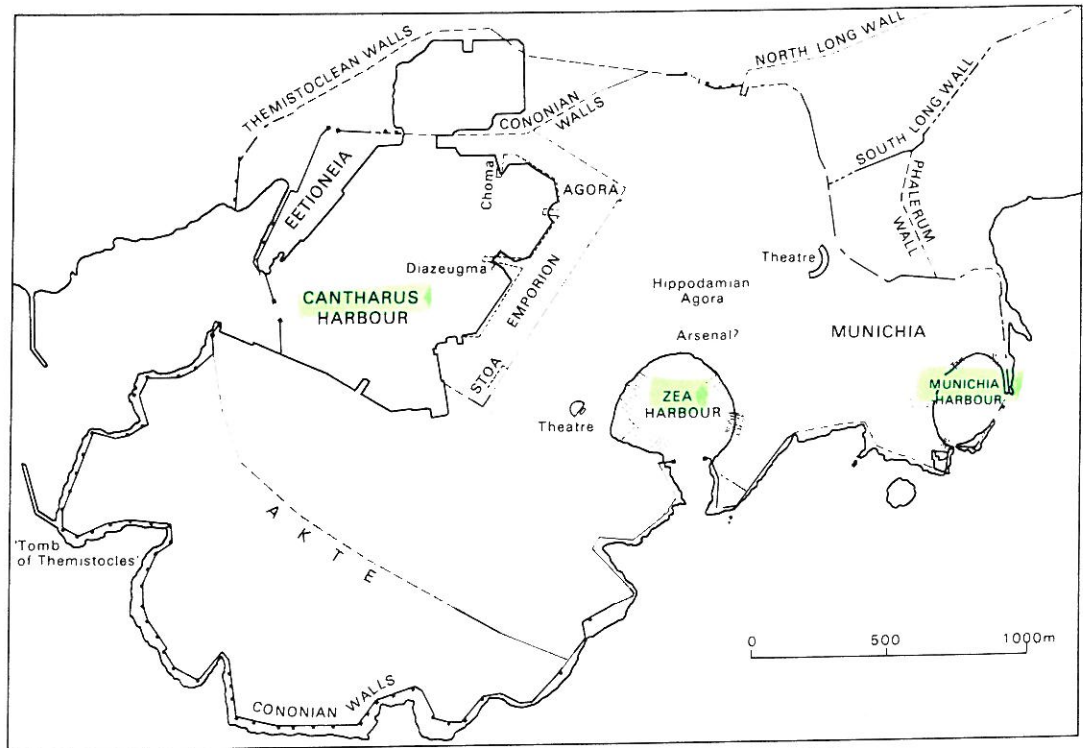 THEMISTOCLEAN WALLS
NORTH LONG WALL
CONONIAN
WALLS
SOUTH LONG WALL
EETIONEIA
Choma
AGORA
PHALERUM
WALL
Diazeugma
EMPORION
Theatre
CANTHARUS
HARBOUR
Hippodamian
Agora
Arsenal?
MUNICHIA
STOA
ZEA
HARBOUR
MUNICHIA
HARBOUR
Theatre
AKTE
'Tomb
of Themistocles'
0 500 1000m
CONONIAN WALLS